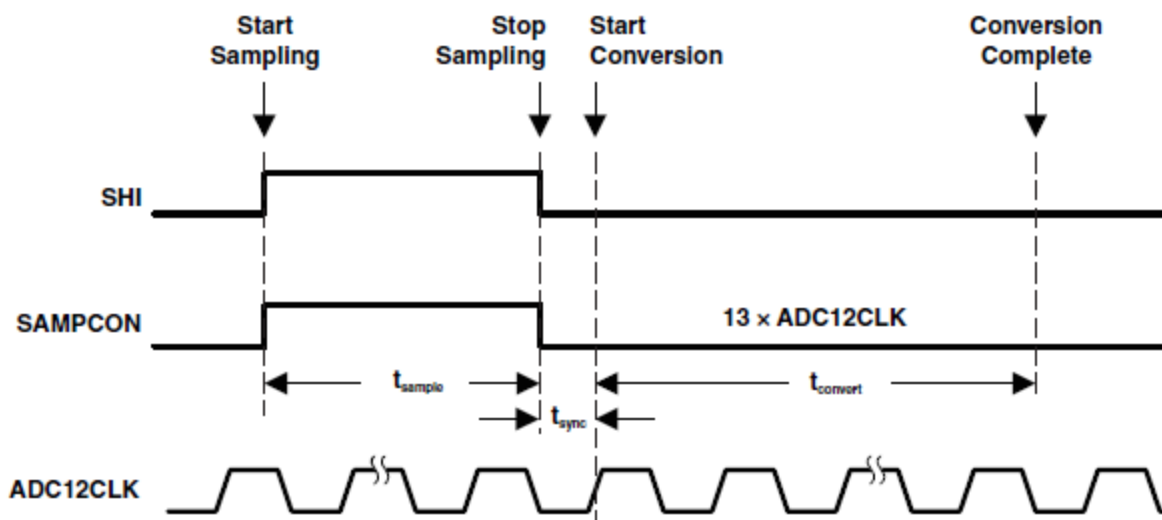 Start
Sampling
Stop
Sampling
Start
Conversion
Conversion
Complete
SHI
SAMPCON
13 × ADC12CLK
tsample
tconvert
tsync
ADC12CLK